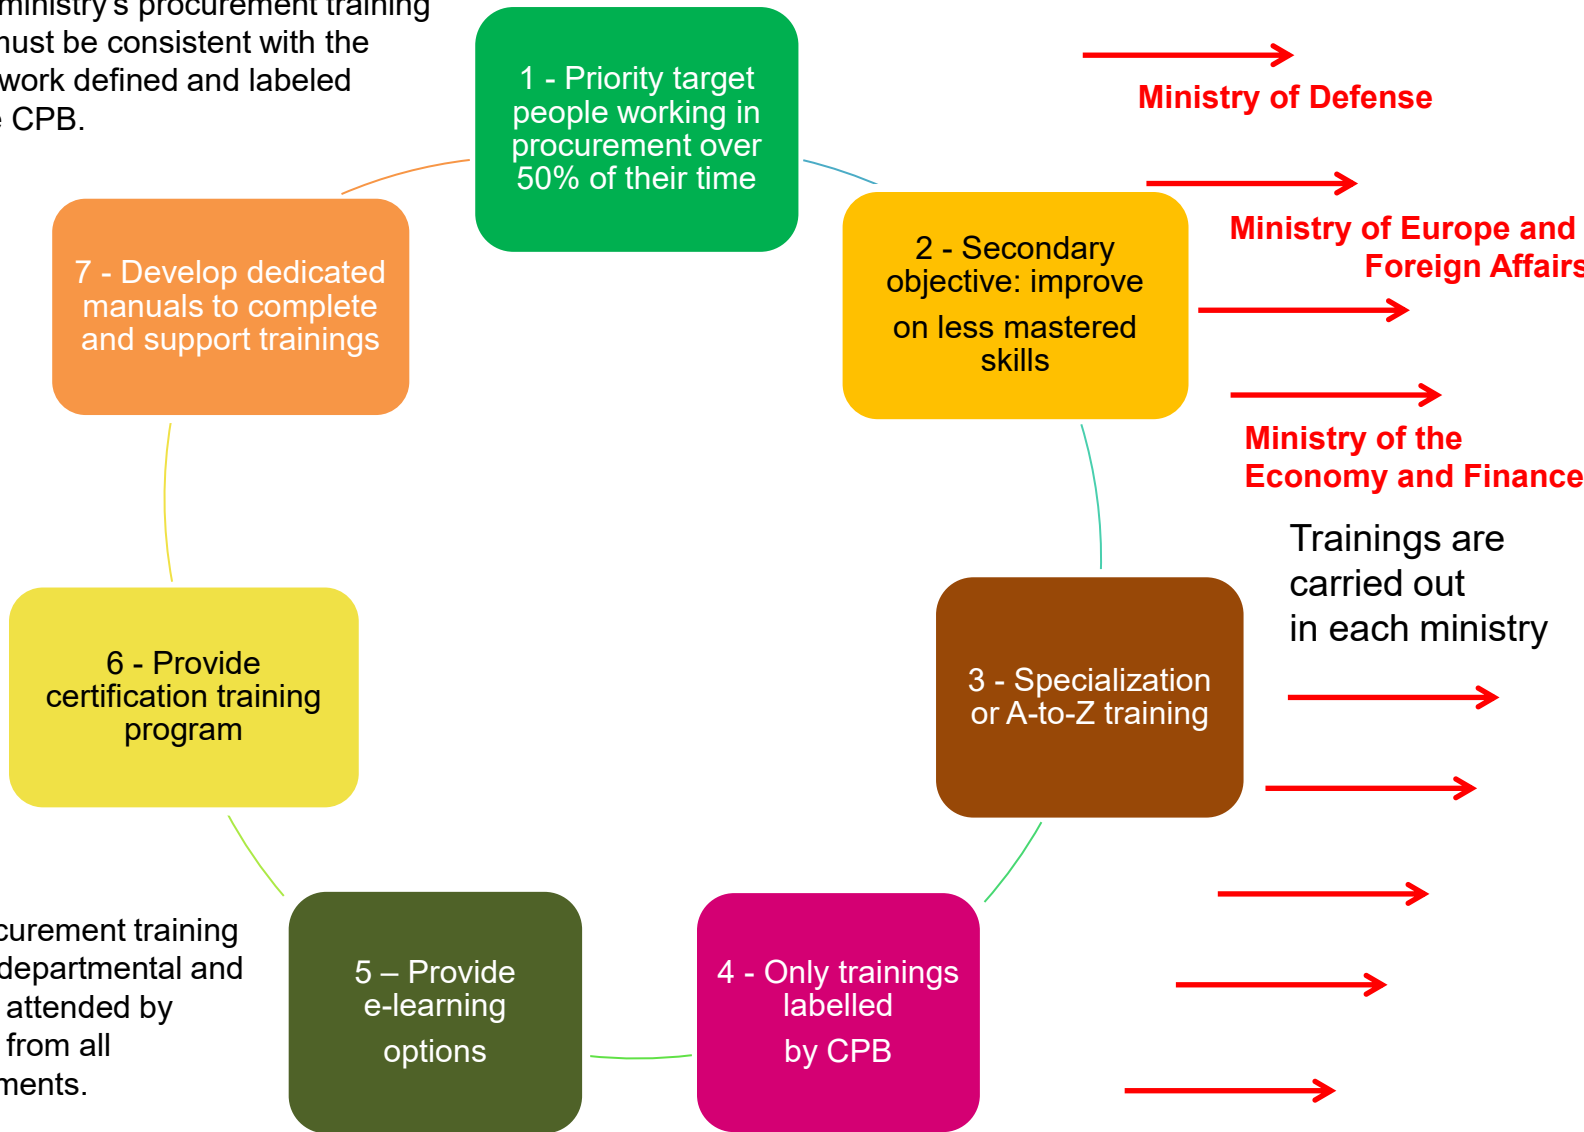 ministry's procurement training
must be consistent with the
work defined and labeled
CPB.
1 - Priority target
people working in
procurement over
50% of their time
Ministry of Defense
2 - Secondary
objective: improve
on less mastered
skills
Ministry of Europe and
Foreign Affairs
Ministry of the
Economy and Finance
Trainings are
carried out
in each ministry
3 - Specialization
or A-to-Z training
4 - Only trainings
labelled
by CPB
5 – Provide
e-learning
options
curement training
departmental and
attended by
from all
ments.
6 - Provide
certification training
program
7 - Develop dedicated
manuals to complete
and support trainings